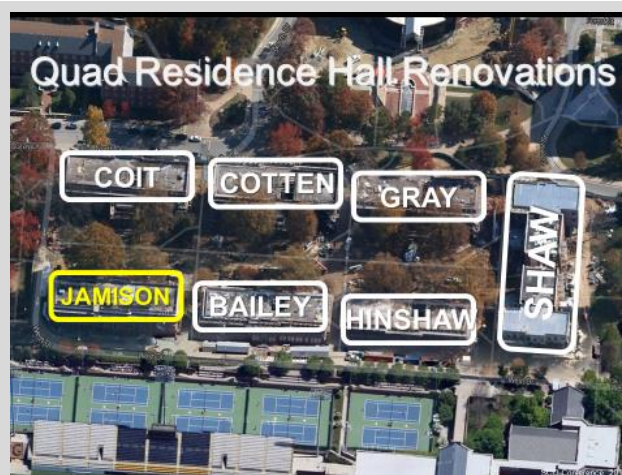 Quad Residence Hall Renovations
COIT
COTTEN
GRAY
SHAW
JAMISON
BAILEY
HINSHAW